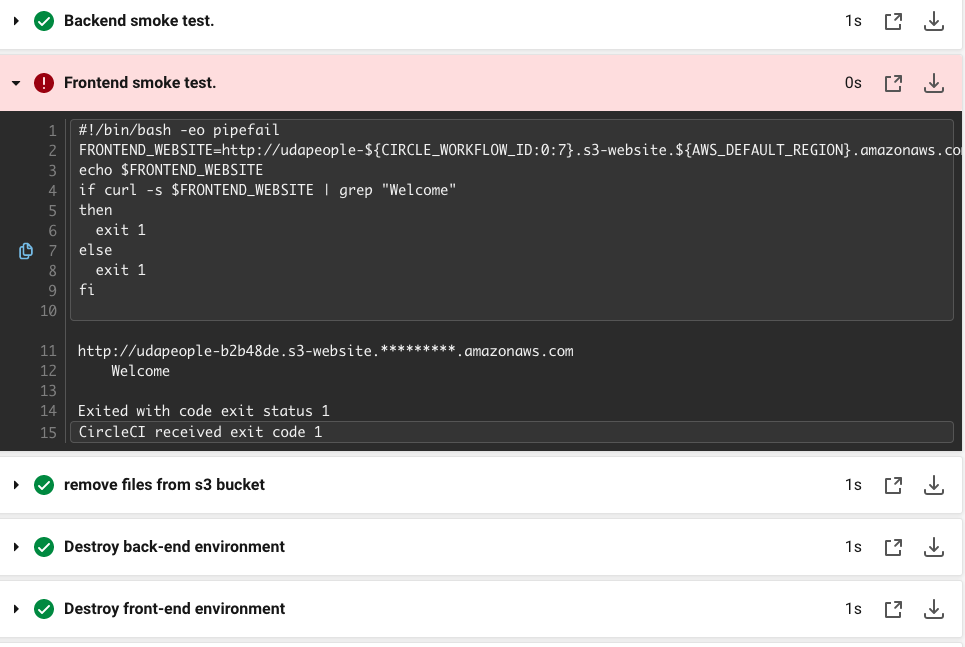 Backend smoke test. 1s
Frontend smoke test. 0s
1 #!/bin/bash -eo pipefail
2 FRONTEND_WEBSITE=http://udapeople-${CIRCLE_WORKFLOW_ID:0:7}.s3-website.${AWS_DEFAULT_REGION}.amazonaws.co
3 echo $FRONTEND_WEBSITE
4 if curl -s $FRONTEND_WEBSITE | grep "Welcome"
5 then
6   exit 1
7 else
8   exit 1
9 fi
10
11 http://udapeople-b2b48de.s3-website.*********.amazonaws.com
12     Welcome
13
14 Exited with code exit status 1
15 CircleCI received exit code 1
remove files from s3 bucket 1s
Destroy back-end environment 1s
Destroy front-end environment 1s